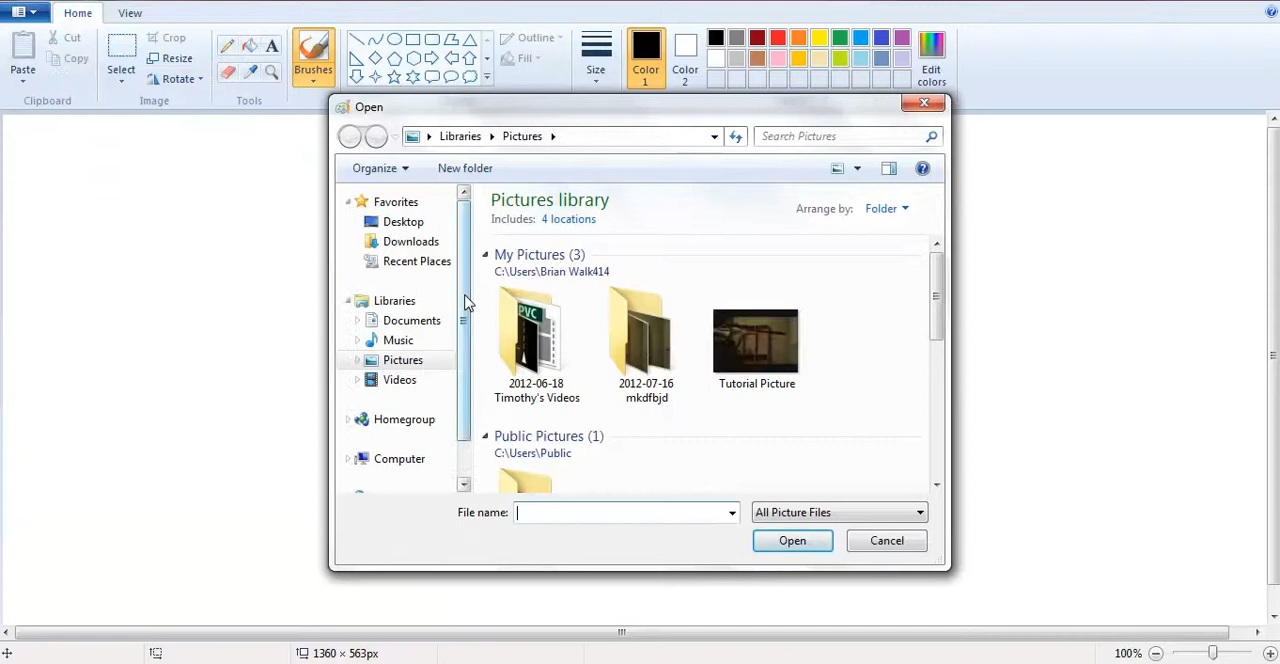 Home View
Cut
Copy
Paste
Clipboard
Select
Crop
Resize
Rotate
Image
A
Tools
Brushes
Outline
Fill
Size
Color
1
Color
2
Edit
colors
Open
Libraries Pictures
Search Pictures
Organize
New folder
Favorites
Desktop
Downloads
Recent Places
Libraries
Documents
Music
Pictures
Videos
Homegroup
Computer
Pictures library
Includes: 4 locations
Arrange by: Folder
My Pictures (3)
C:\Users\Brian Walk414
PVC
2012-06-18
Timothy's Videos
2012-07-16
mkdfbjd
Tutorial Picture
Public Pictures (1)
C:\Users\Public
File name:
All Picture Files
Open
Cancel
1360 × 563px
100%